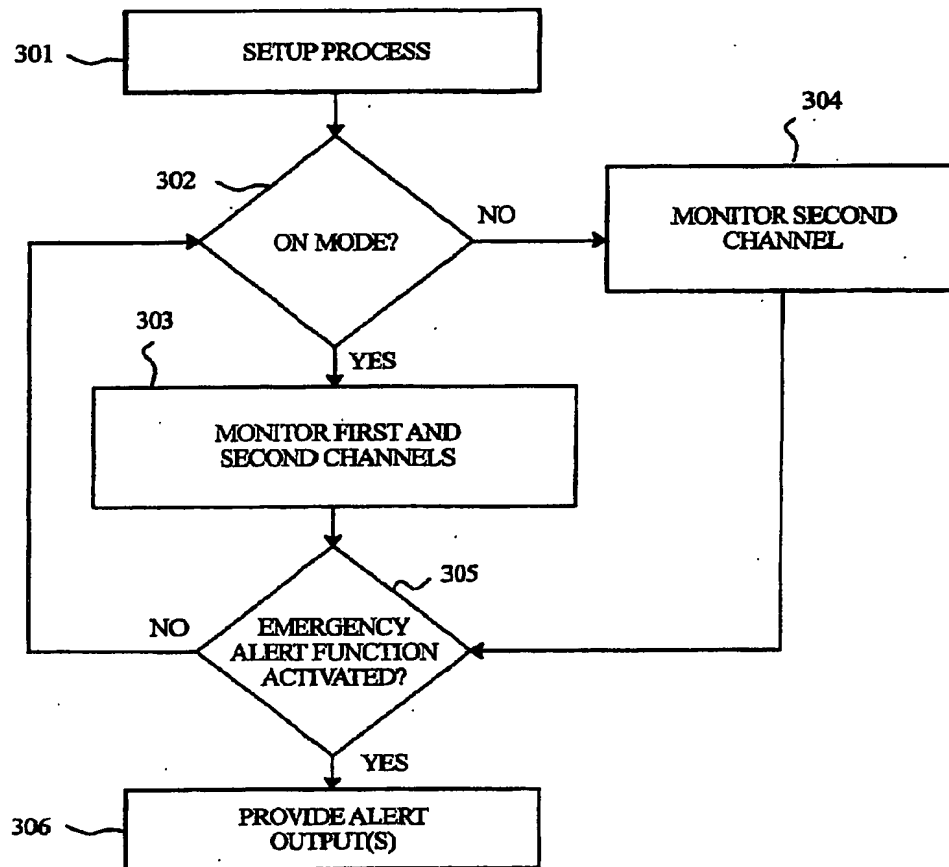 301
SETUP PROCESS
304
302
ON MODE?
NO
MONITOR SECOND
CHANNEL
303
YES
MONITOR FIRST AND
SECOND CHANNELS
305
NO
EMERGENCY
ALERT FUNCTION
ACTIVATED?
YES
306
PROVIDE ALERT
OUTPUT(S)